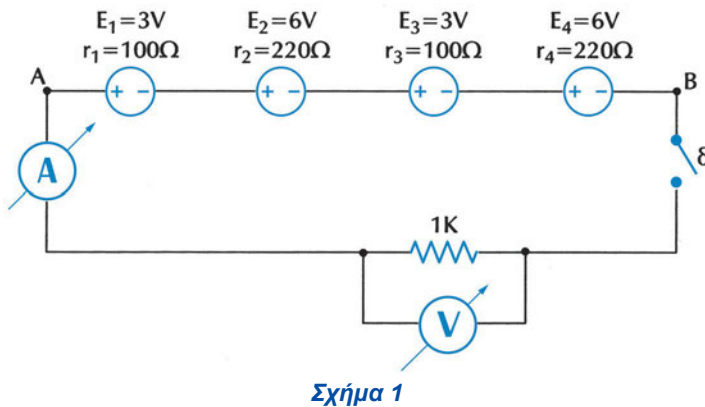 E1=3V E2=6V E3=3V E4=6V
r1=100Ω r2=220Ω r3=100Ω r4=220Ω
A + - + - + - + - B
A δ
1K
V
Σχήμα 1